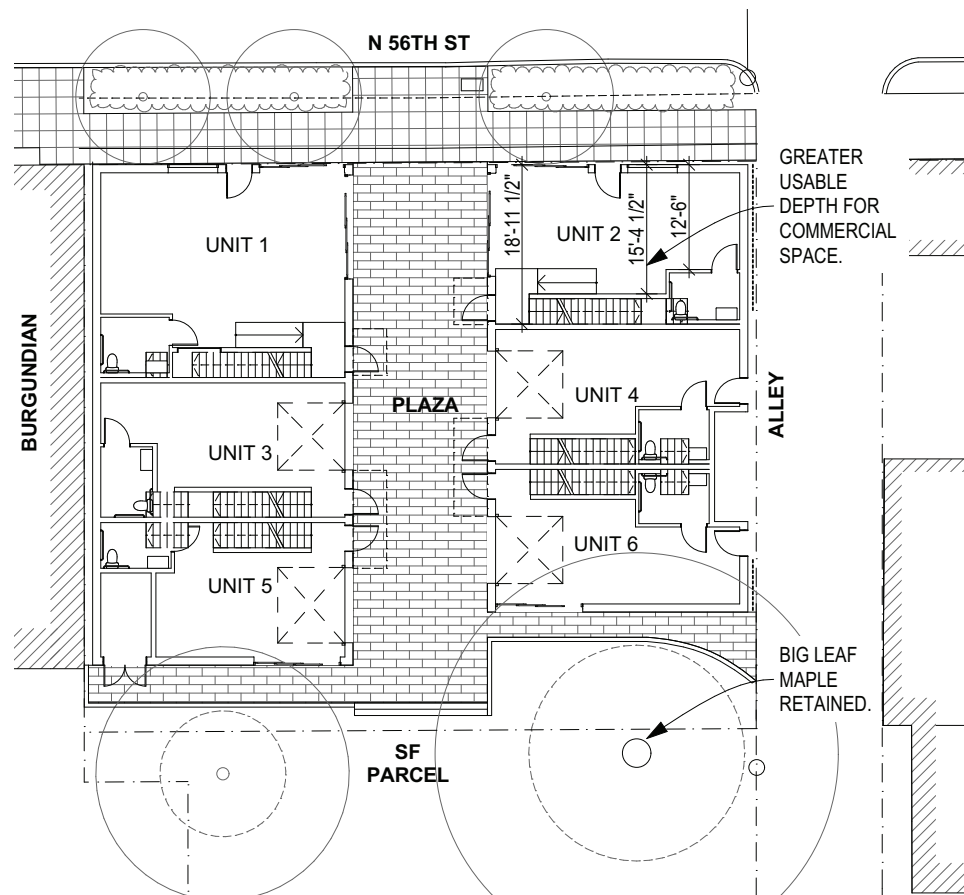 N 56TH ST
GREATER
USABLE
DEPTH FOR
COMMERCIAL
SPACE.
18'-11 1/2"
15'-4 1/2"
12'-6"
UNIT 1
UNIT 2
BURGUNDIAN
PLAZA
UNIT 4
ALLEY
UNIT 3
UNIT 6
UNIT 5
BIG LEAF
MAPLE
RETAINED.
SF
PARCEL